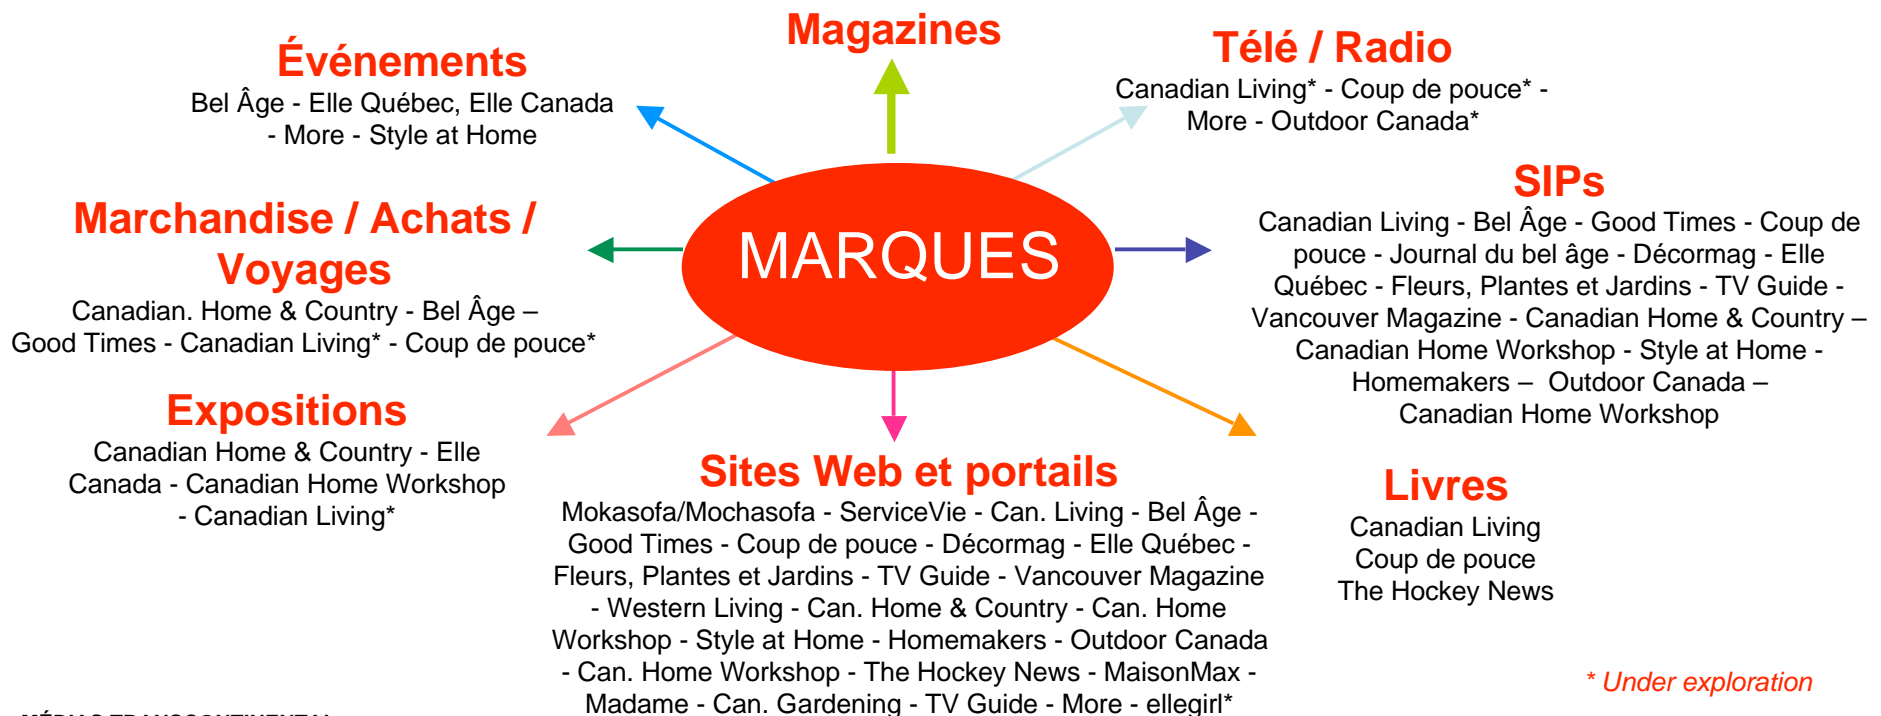 Magazines
Événements
Bel Âge - Elle Québec, Elle Canada
- More - Style at Home
Télé / Radio
Canadian Living* - Coup de pouce* -
More - Outdoor Canada*
MARQUES
Marchandise / Achats /
Voyages
Canadian. Home & Country - Bel Âge –
Good Times - Canadian Living* - Coup de pouce*
SIPs
Canadian Living - Bel Âge - Good Times - Coup de
pouce - Journal du bel âge - Décormag - Elle
Québec - Fleurs, Plantes et Jardins - TV Guide -
Vancouver Magazine - Canadian Home & Country –
Canadian Home Workshop - Style at Home -
Homemakers – Outdoor Canada –
Canadian Home Workshop
Expositions
Canadian Home & Country - Elle
Canada - Canadian Home Workshop
- Canadian Living*
Sites Web et portails
Mokasofa/Mochasofa - ServiceVie - Can. Living - Bel Âge -
Good Times - Coup de pouce - Décormag - Elle Québec -
Fleurs, Plantes et Jardins - TV Guide - Vancouver Magazine
- Western Living - Can. Home & Country - Can. Home
Workshop - Style at Home - Homemakers - Outdoor Canada
- Can. Home Workshop - The Hockey News - MaisonMax -
Madame - Can. Gardening - TV Guide - More - ellegirl*
Livres
Canadian Living
Coup de pouce
The Hockey News
* Under exploration
MÉDIAS TRANSCONTINENTAL